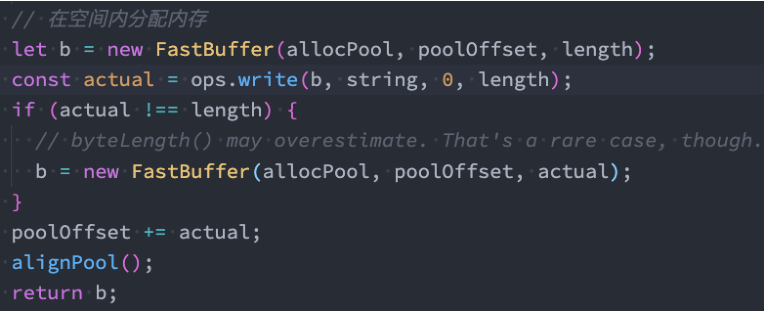 // 在空间内分配内存
let b = new FastBuffer(allocPool, poolOffset, length);
const actual = ops.write(b, string, 0, length);
if (actual !== length) {
// byteLength() may overestimate. That's a rare case, though.
b = new FastBuffer(allocPool, poolOffset, actual);
}
poolOffset += actual;
alignPool();
return b;